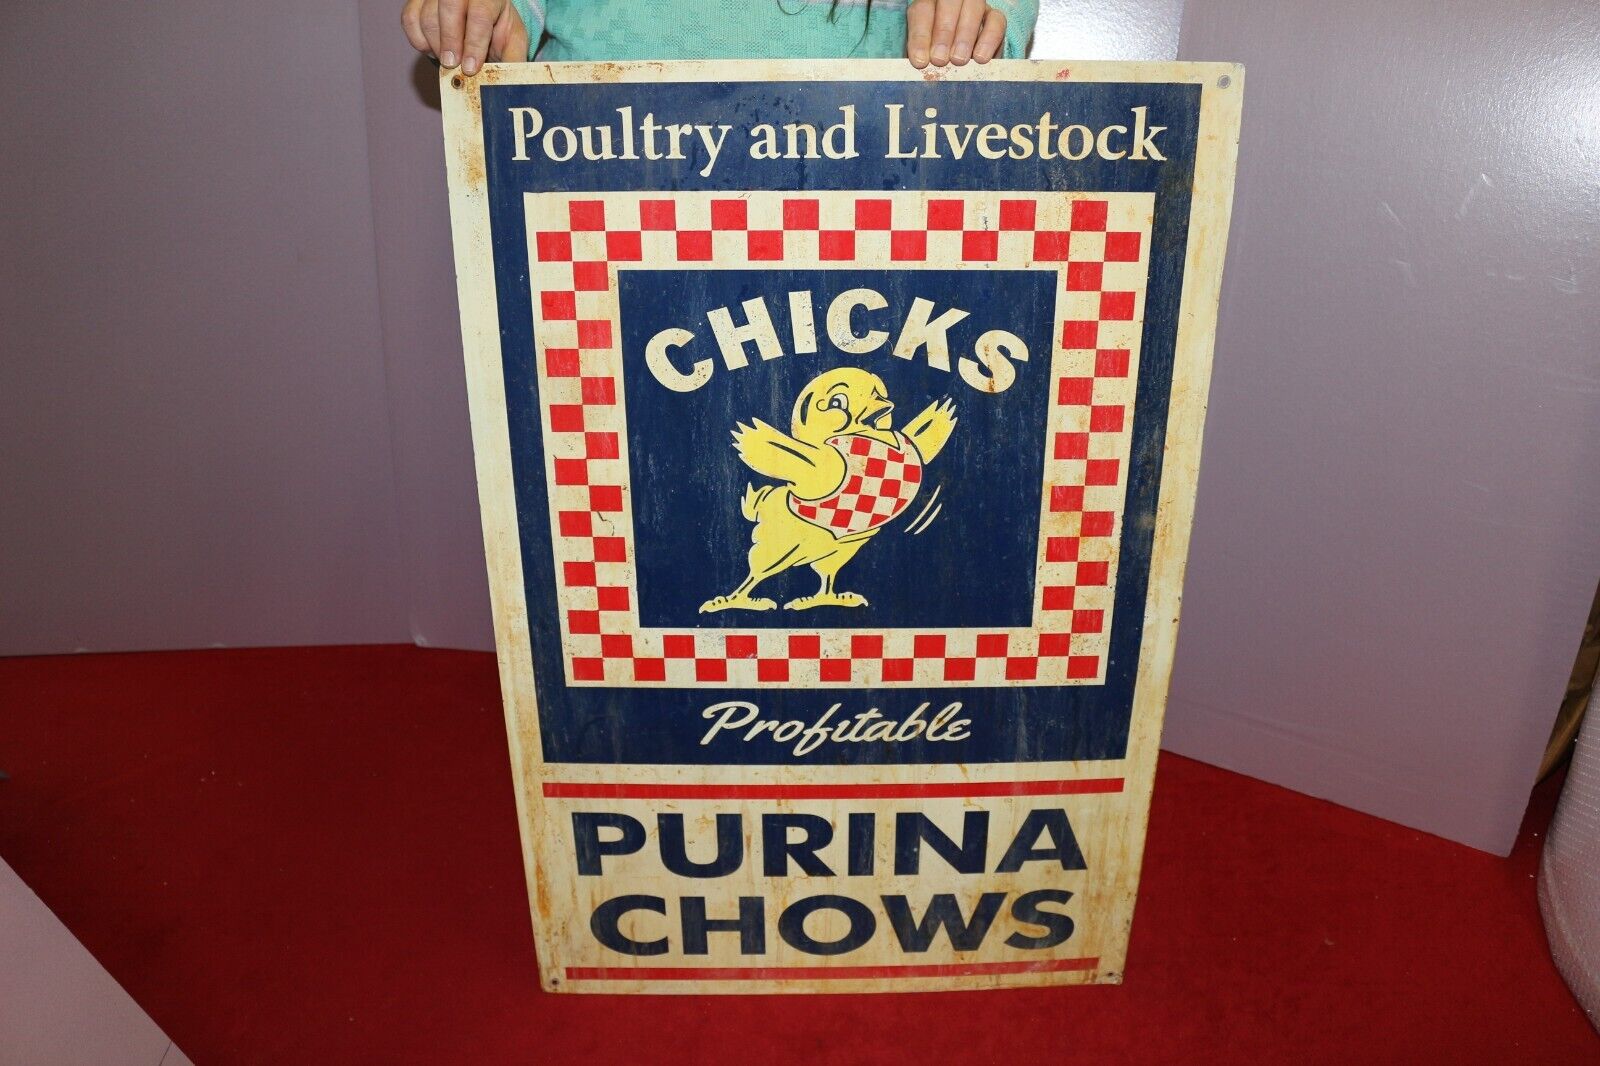 Poultry and Livestock
CHICKS
Profitable
PURINA
CHOWS